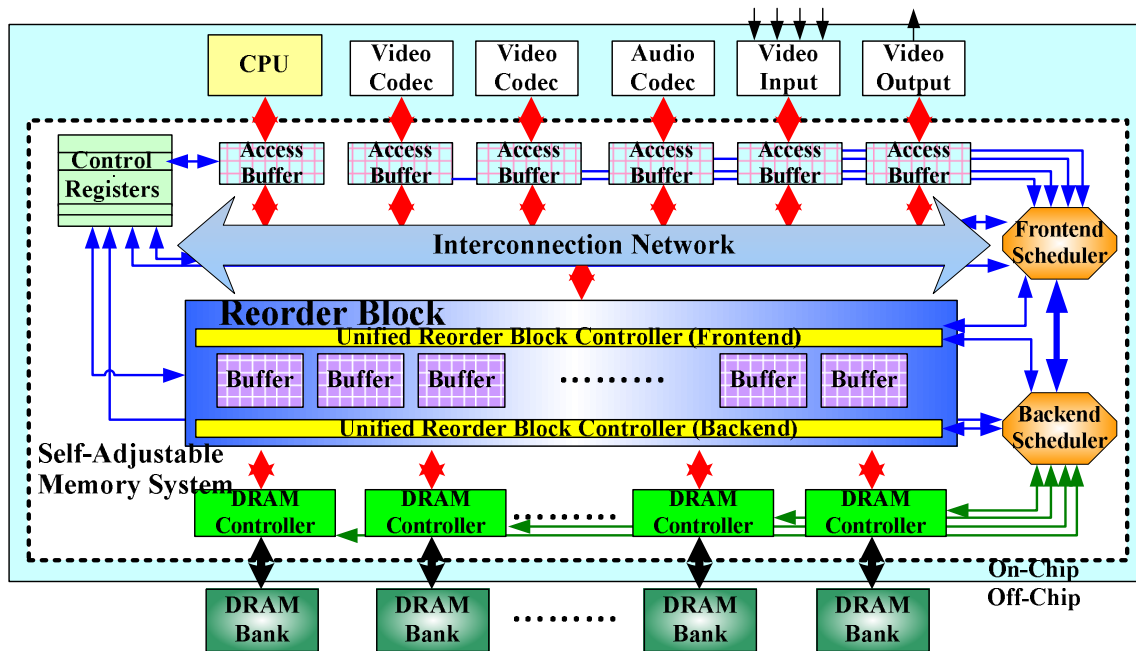 CPU
Video
Codec
Video
Codec
Audio
Codec
Video
Input
Video
Output
Control
Registers
Access
Buffer
Access
Buffer
Access
Buffer
Access
Buffer
Access
Buffer
Access
Buffer
Interconnection Network
Frontend
Scheduler
Reorder Block
Unified Reorder Block Controller (Frontend)
Buffer
Buffer
Buffer
.........
Buffer
Buffer
Unified Reorder Block Controller (Backend)
Backend
Scheduler
Self-Adjustable
Memory System
DRAM
Controller
DRAM
Controller
.........
DRAM
Controller
DRAM
Controller
On-Chip
Off-Chip
DRAM
Bank
DRAM
Bank
.........
DRAM
Bank
DRAM
Bank